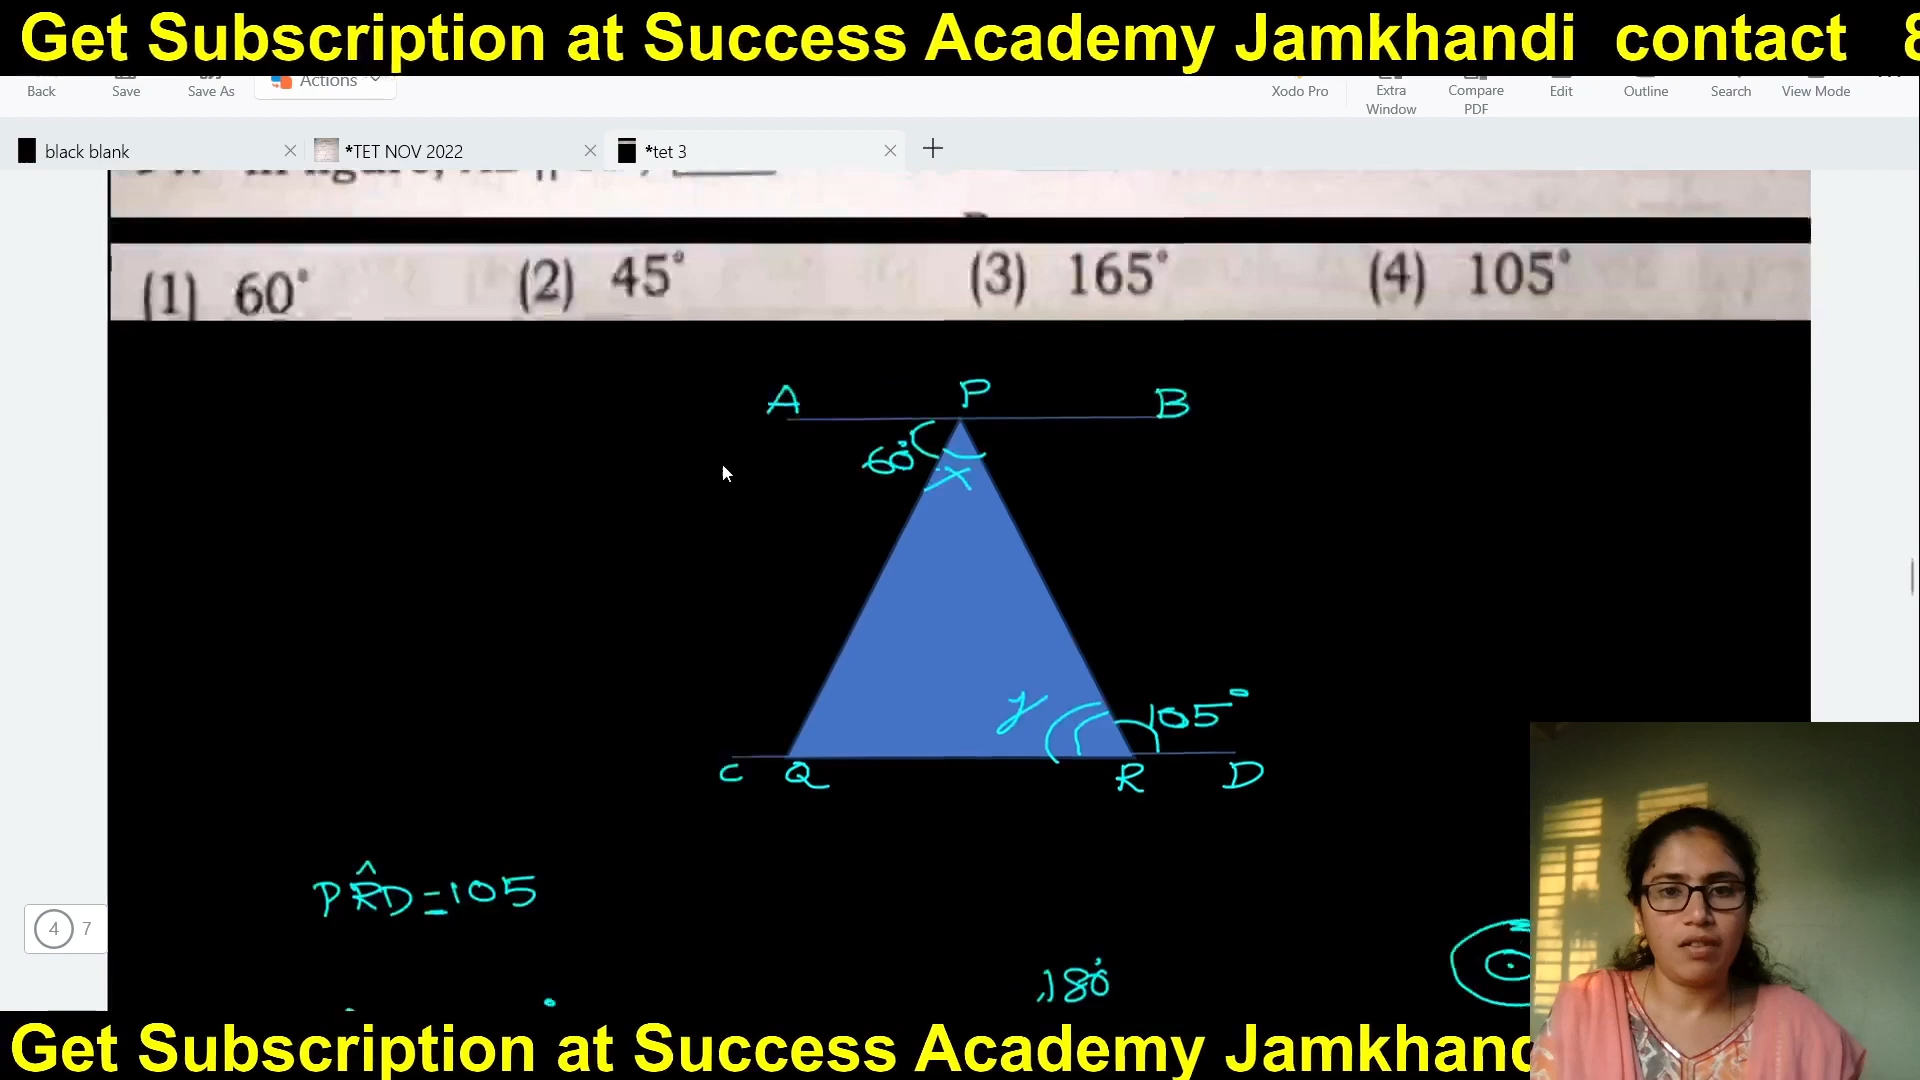 Get Subscription at Success Academy Jamkhandi contact 8
Back Save Save As Actions Xodo Pro Extra Window Compare PDF Edit Outline Search View Mode
black blank *TET NOV 2022 *tet 3
(1) 60° (2) 45° (3) 165° (4) 105°
A P B
60° x
y 105°
C Q R D
PR̂D = 105
180°
4 7
Get Subscription at Success Academy Jamkhand